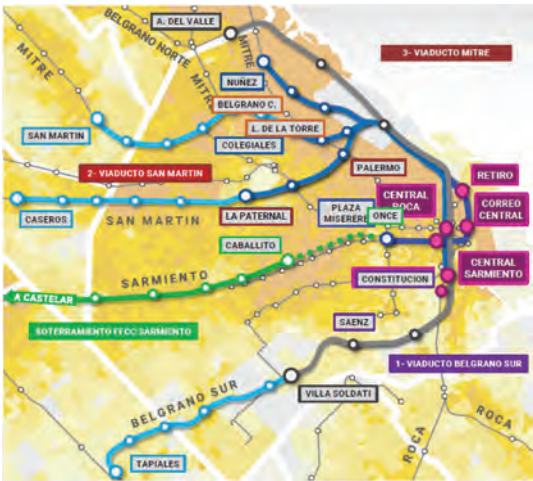 A. DEL VALLE
BELGRANO NORTE
MITRE
MITRE
MITRE
3- VIADUCTO MITRE
NUÑEZ
BELGRANO C.
SAN MARTIN
L. DE LA TORRE
COLEGIALES
2- VIADUCTO SAN MARTIN
PALERMO
RETIRO
CENTRAL
ROCA
CORREO
CENTRAL
CASEROS
SAN MARTIN
LA PATERNAL
PLAZA
MISERERE
ONCE
CABALLITO
CENTRAL
SARMIENTO
SARMIENTO
CONSTITUCION
A CASTELAR
SOTERRAMIENTO FFCC SARMIENTO
SAENZ
1- VIADUCTO BELGRANO SUR
VILLA SOLDATI
BELGRANO SUR
ROCA
ROCA
TAPIALES